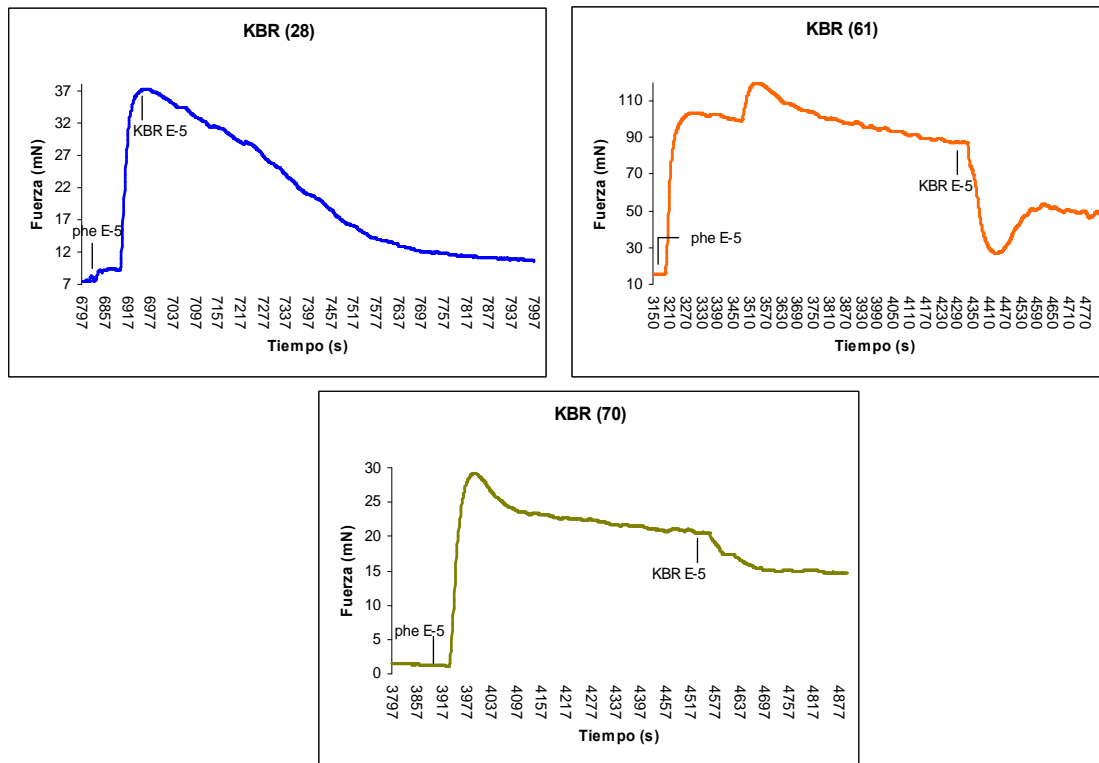 KBR (28)
Fuerza (mN)
37
32
27
22
17
12
7
KBR E-5
phe E-5
6797 6857 6917 6977 7037 7097 7157 7217 7277 7337 7397 7457 7517 7577 7637 7697 7757 7817 7877 7937 7997
Tiempo (s)
KBR (61)
Fuerza (mN)
110
90
70
50
30
10
KBR E-5
phe E-5
3150 3210 3270 3330 3390 3450 3510 3570 3630 3690 3750 3810 3870 3930 3990 4050 4110 4170 4230 4290 4350 4410 4470 4530 4590 4650 4710 4770
Tiempo (s)
KBR (70)
Fuerza (mN)
30
25
20
15
10
5
0
KBR E-5
phe E-5
3797 3857 3917 3977 4037 4097 4157 4217 4277 4337 4397 4457 4517 4577 4637 4697 4757 4817 4877
Tiempo (s)